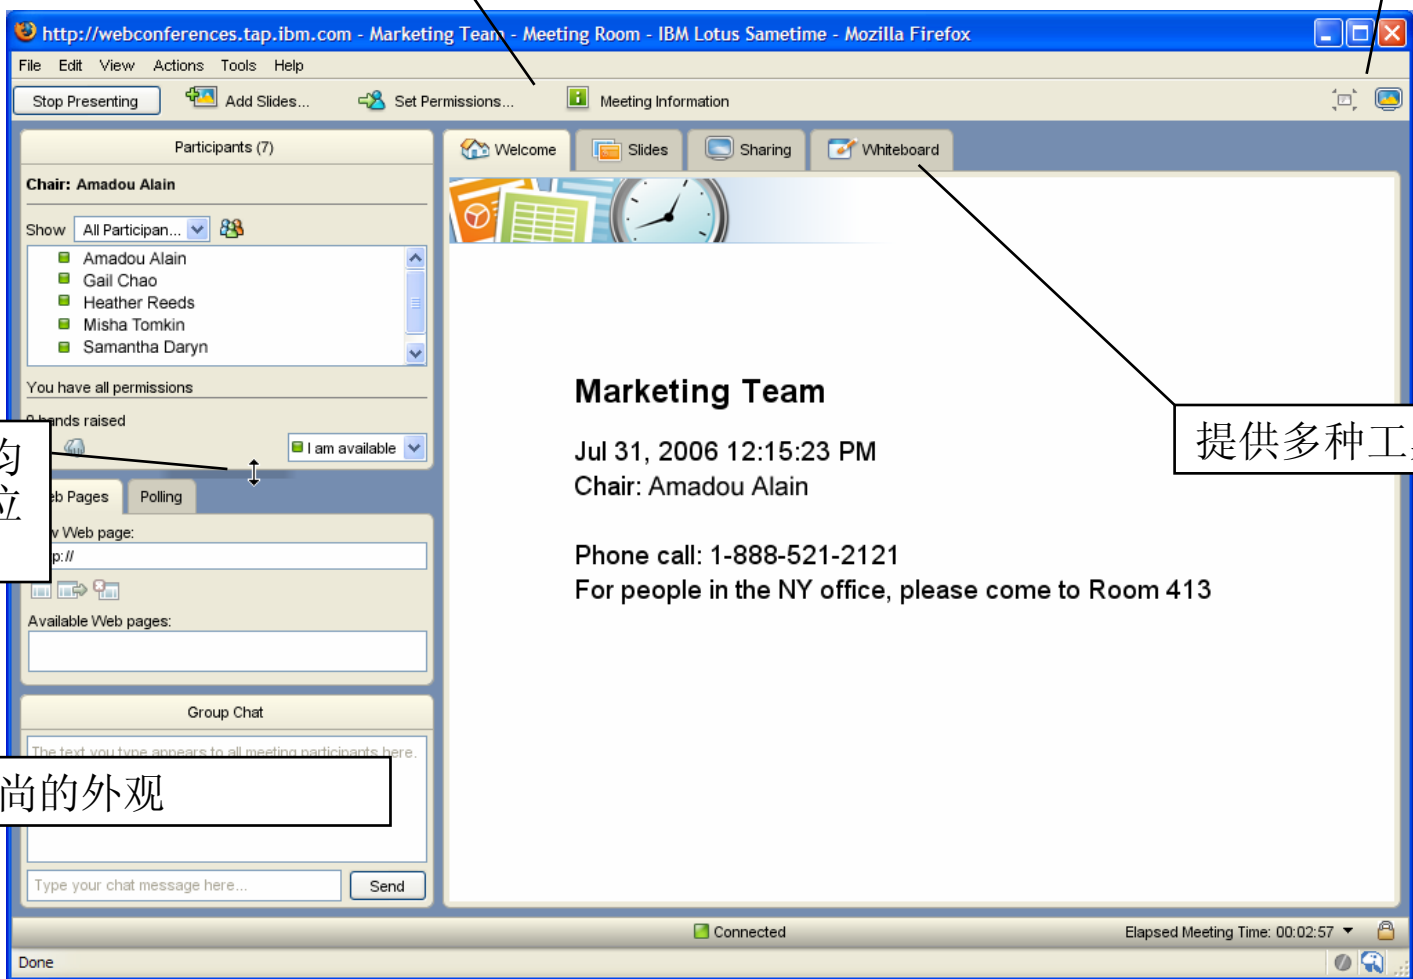 http://webconferences.tap.ibm.com - Marketing Team - Meeting Room - IBM Lotus Sametime - Mozilla Firefox
File Edit View Actions Tools Help
Stop Presenting Add Slides... Set Permissions... Meeting Information
Participants (7)
Chair: Amadou Alain
Show All Participan...
Amadou Alain
Gail Chao
Heather Reeds
Misha Tomkin
Samantha Daryn
You have all permissions
hands raised
I am available
Pages Polling
Web page:
p://
Available Web pages:
Group Chat
The text you type appears to all meeting participants here.
Type your chat message here... Send
Welcome Slides Sharing Whiteboard
Marketing Team
Jul 31, 2006 12:15:23 PM
Chair: Amadou Alain
Phone call: 1-888-521-2121
For people in the NY office, please come to Room 413
提供多种工
尚的外观
Connected
Elapsed Meeting Time: 00:02:57
Done